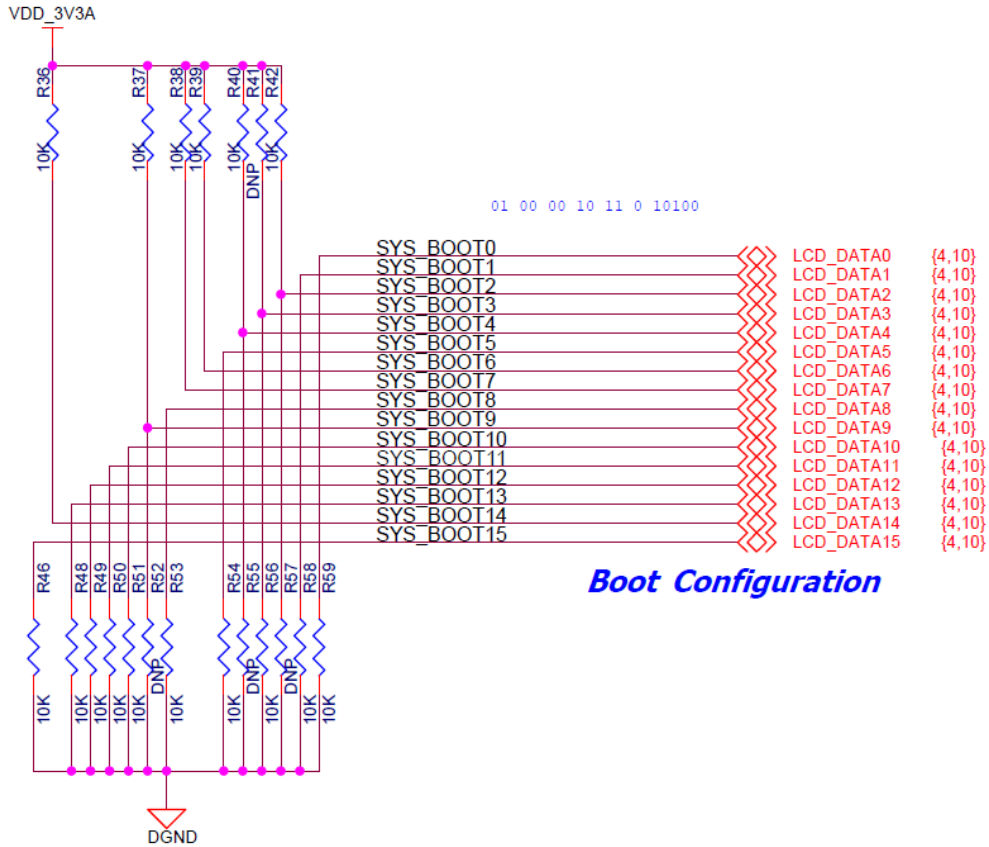 VDD_3V3A
R36
R37
R38
R39
R40
R41
R42
10K
10K
10K
10K
10K
DNP
10K
01 00 00 10 11 0 10100
SYS_BOOT0 LCD_DATA0 {4,10}
SYS_BOOT1 LCD_DATA1 {4,10}
SYS_BOOT2 LCD_DATA2 {4,10}
SYS_BOOT3 LCD_DATA3 {4,10}
SYS_BOOT4 LCD_DATA4 {4,10}
SYS_BOOT5 LCD_DATA5 {4,10}
SYS_BOOT6 LCD_DATA6 {4,10}
SYS_BOOT7 LCD_DATA7 {4,10}
SYS_BOOT8 LCD_DATA8 {4,10}
SYS_BOOT9 LCD_DATA9 {4,10}
SYS_BOOT10 LCD_DATA10 {4,10}
SYS_BOOT11 LCD_DATA11 {4,10}
SYS_BOOT12 LCD_DATA12 {4,10}
SYS_BOOT13 LCD_DATA13 {4,10}
SYS_BOOT14 LCD_DATA14 {4,10}
SYS_BOOT15 LCD_DATA15 {4,10}
Boot Configuration
R46
R48
R49
R50
R51
R52
R53
R54
R55
R56
R57
R58
R59
10K
10K
10K
10K
10K
DNP
10K
10K
DNP
10K
DNP
10K
10K
DGND